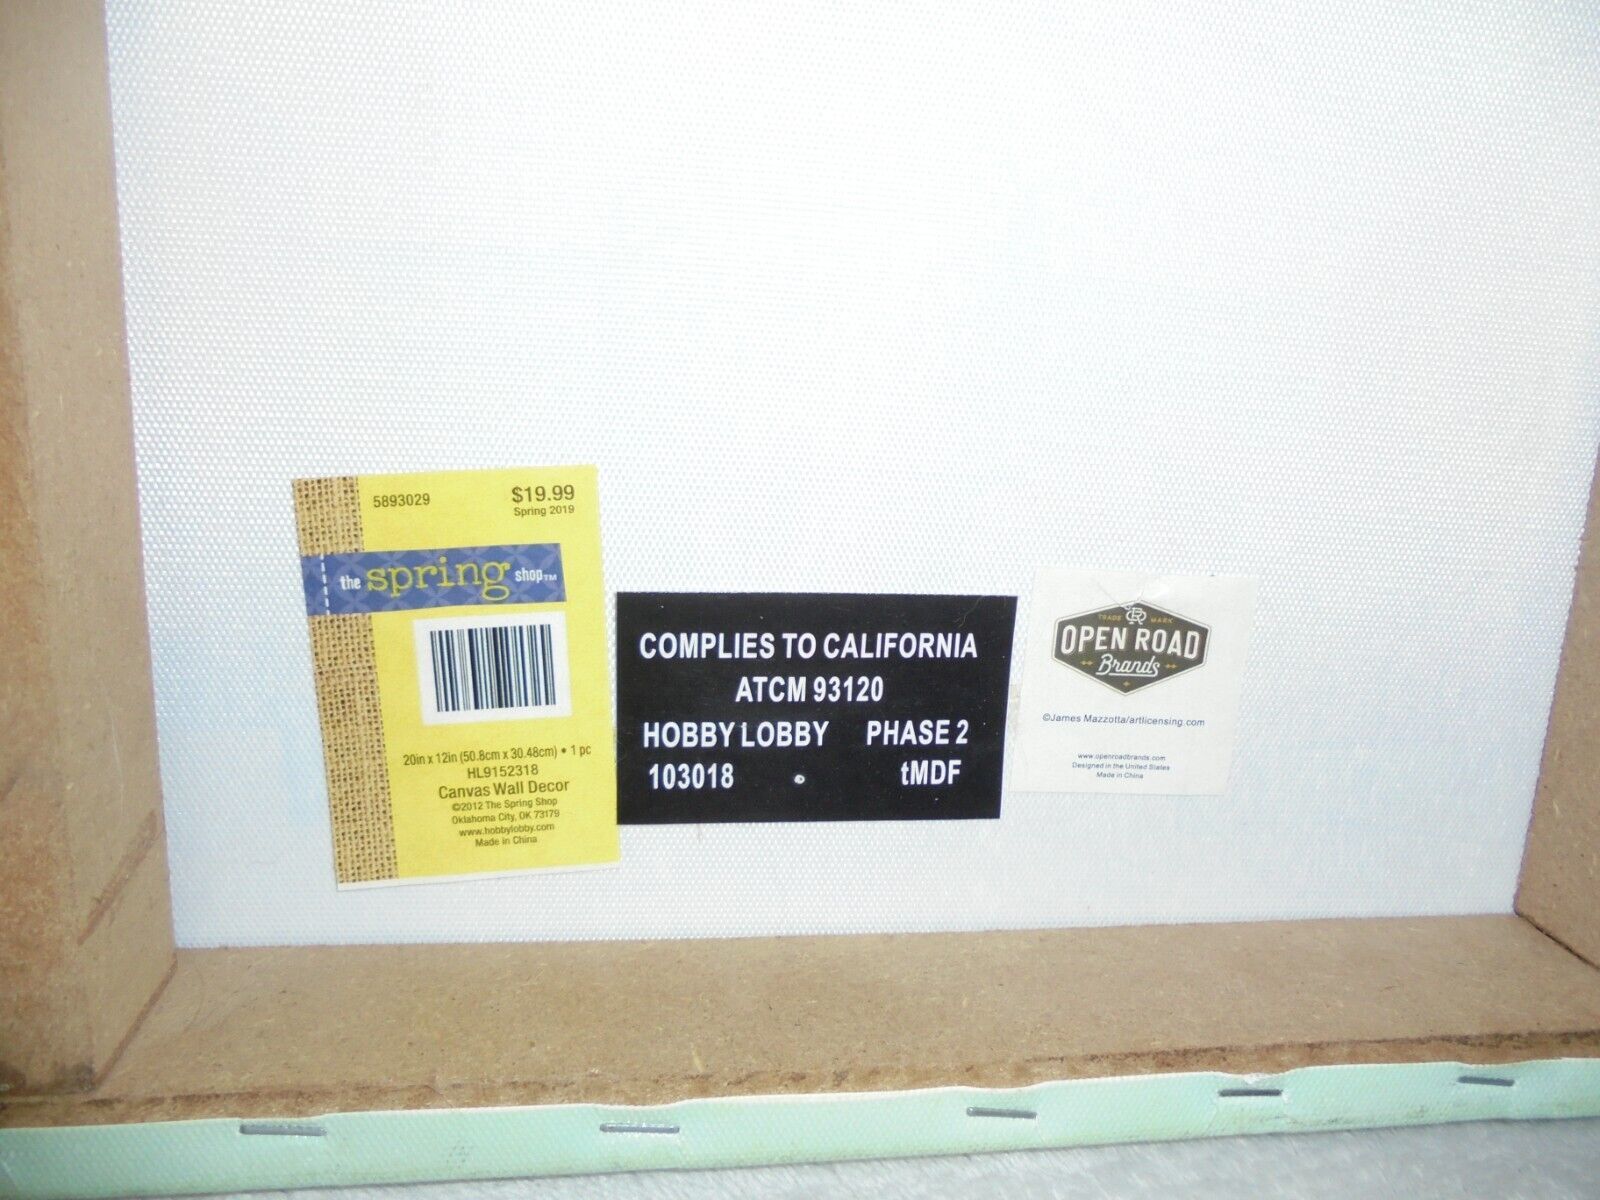 5893029 $19.99
Spring 2019
the spring shop™
20in x 12in (50.8cm x 30.48cm) • 1 pc
HL9152318
Canvas Wall Decor
©2012 The Spring Shop
Oklahoma City, OK 73179
www.hobbylobby.com
Made in China
COMPLIES TO CALIFORNIA
ATCM 93120
HOBBY LOBBY PHASE 2
103018 tMDF
TRADE MARK
OPEN ROAD
Brands
©James Mazzotta/artlicensing.com
www.openroadbrands.com
Designed in the United States
Made in China